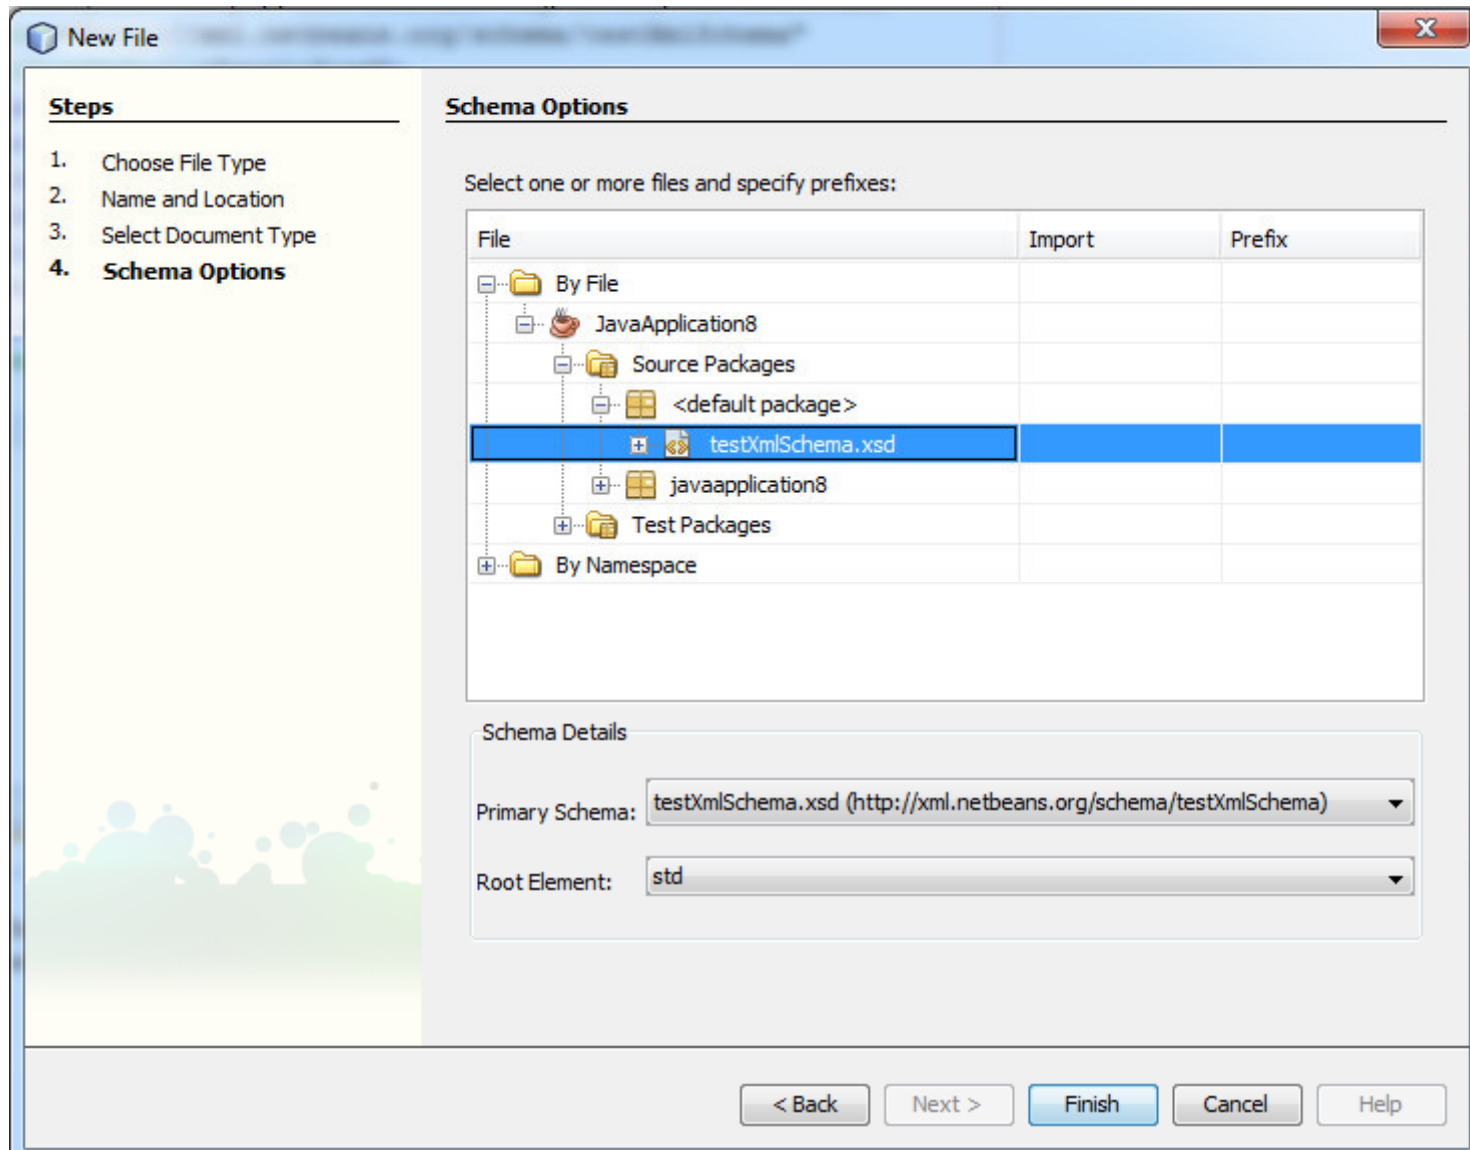 New File
Steps
1. Choose File Type
2. Name and Location
3. Select Document Type
4. Schema Options
Schema Options
Select one or more files and specify prefixes:
File Import Prefix
By File
JavaApplication8
Source Packages
<default package>
testXmlSchema.xsd
javaapplication8
Test Packages
By Namespace
Schema Details
Primary Schema: testXmlSchema.xsd (http://xml.netbeans.org/schema/testXmlSchema)
Root Element: std
< Back Next > Finish Cancel Help